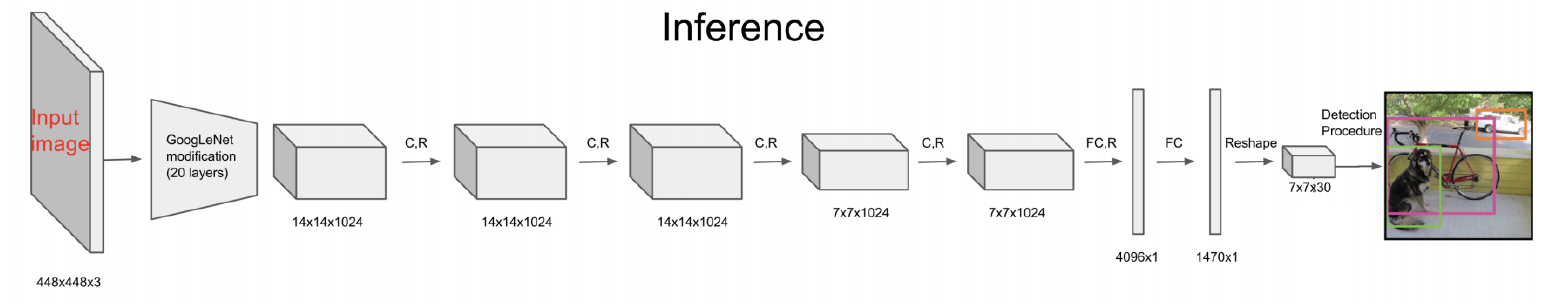 Inference
Input
image
448x448x3
GoogLeNet
modification
(20 layers)
14x14x1024
C,R
14x14x1024
C,R
14x14x1024
C,R
7x7x1024
C,R
7x7x1024
FC,R
4096x1
FC
1470x1
Reshape
7x7x30
Detection
Procedure